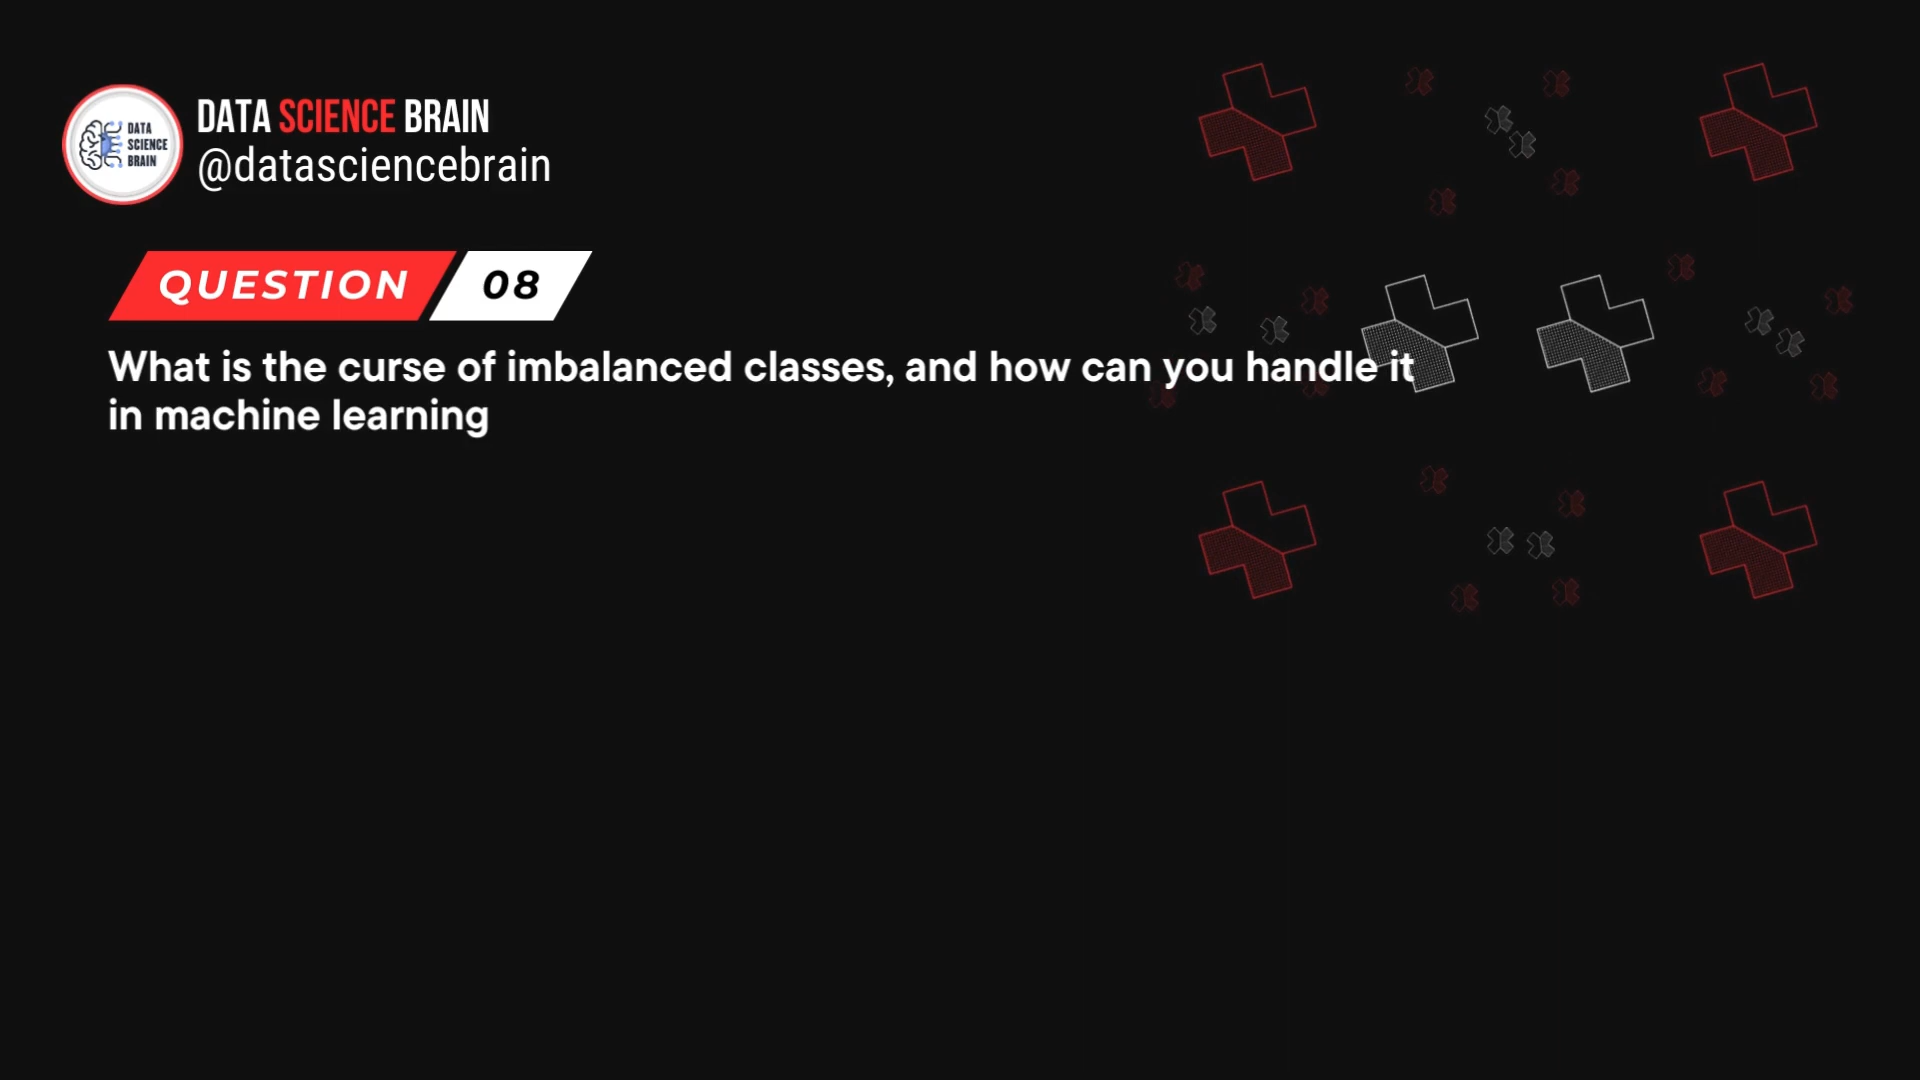 DATA
SCIENCE
BRAIN
DATA SCIENCE BRAIN
@datasciencebrain
QUESTION 08
What is the curse of imbalanced classes, and how can you handle it
in machine learning